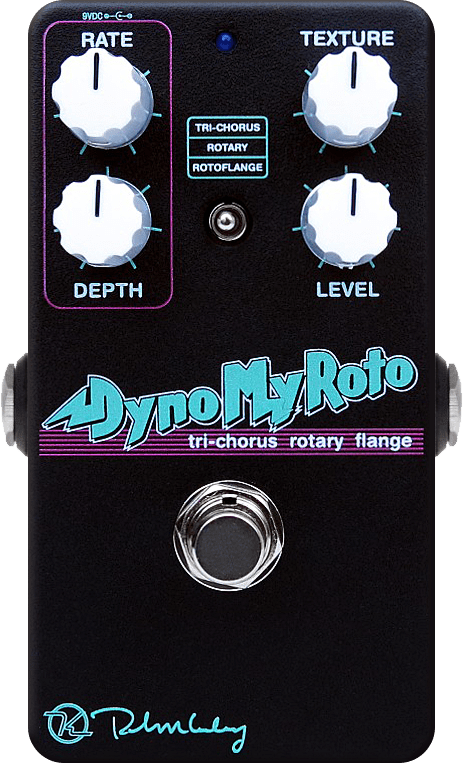 9VDC
RATE
TEXTURE
TRI-CHORUS
ROTARY
ROTOFLANGE
DEPTH
LEVEL
DynoMyRoto
tri-chorus rotary flange
K